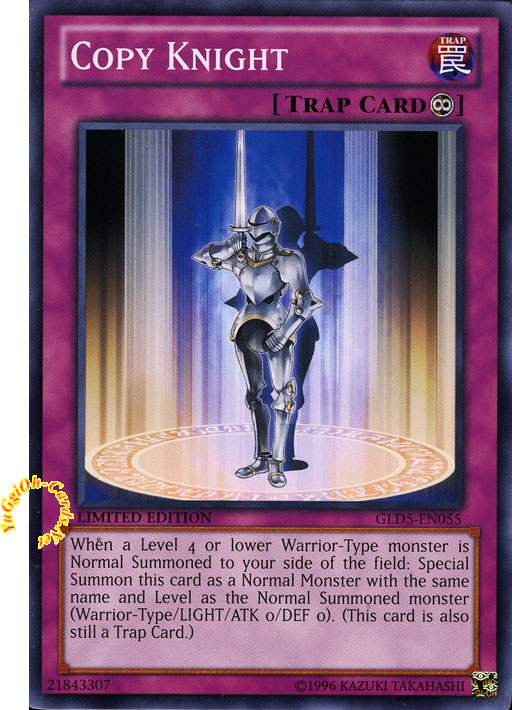 COPY KNIGHT
TRAP
罠
[TRAP CARD∞]
YuGiOh-Cards.Net
LIMITED EDITION
GLD5-EN055
When a Level 4 or lower Warrior-Type monster is
Normal Summoned to your side of the field: Special
Summon this card as a Normal Monster with the same
name and Level as the Normal Summoned monster
(Warrior-Type/LIGHT/ATK 0/DEF 0). (This card is also
still a Trap Card.)
21843307
©1996 KAZUKI TAKAHASHI